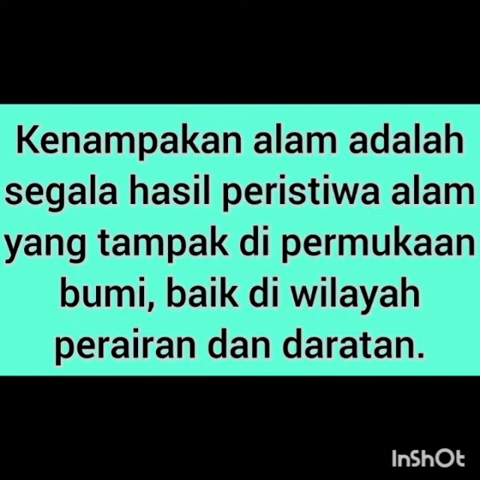 Kenampakan alam adalah
segala hasil peristiwa alam
yang tampak di permukaan
bumi, baik di wilayah
perairan dan daratan.
InShOt